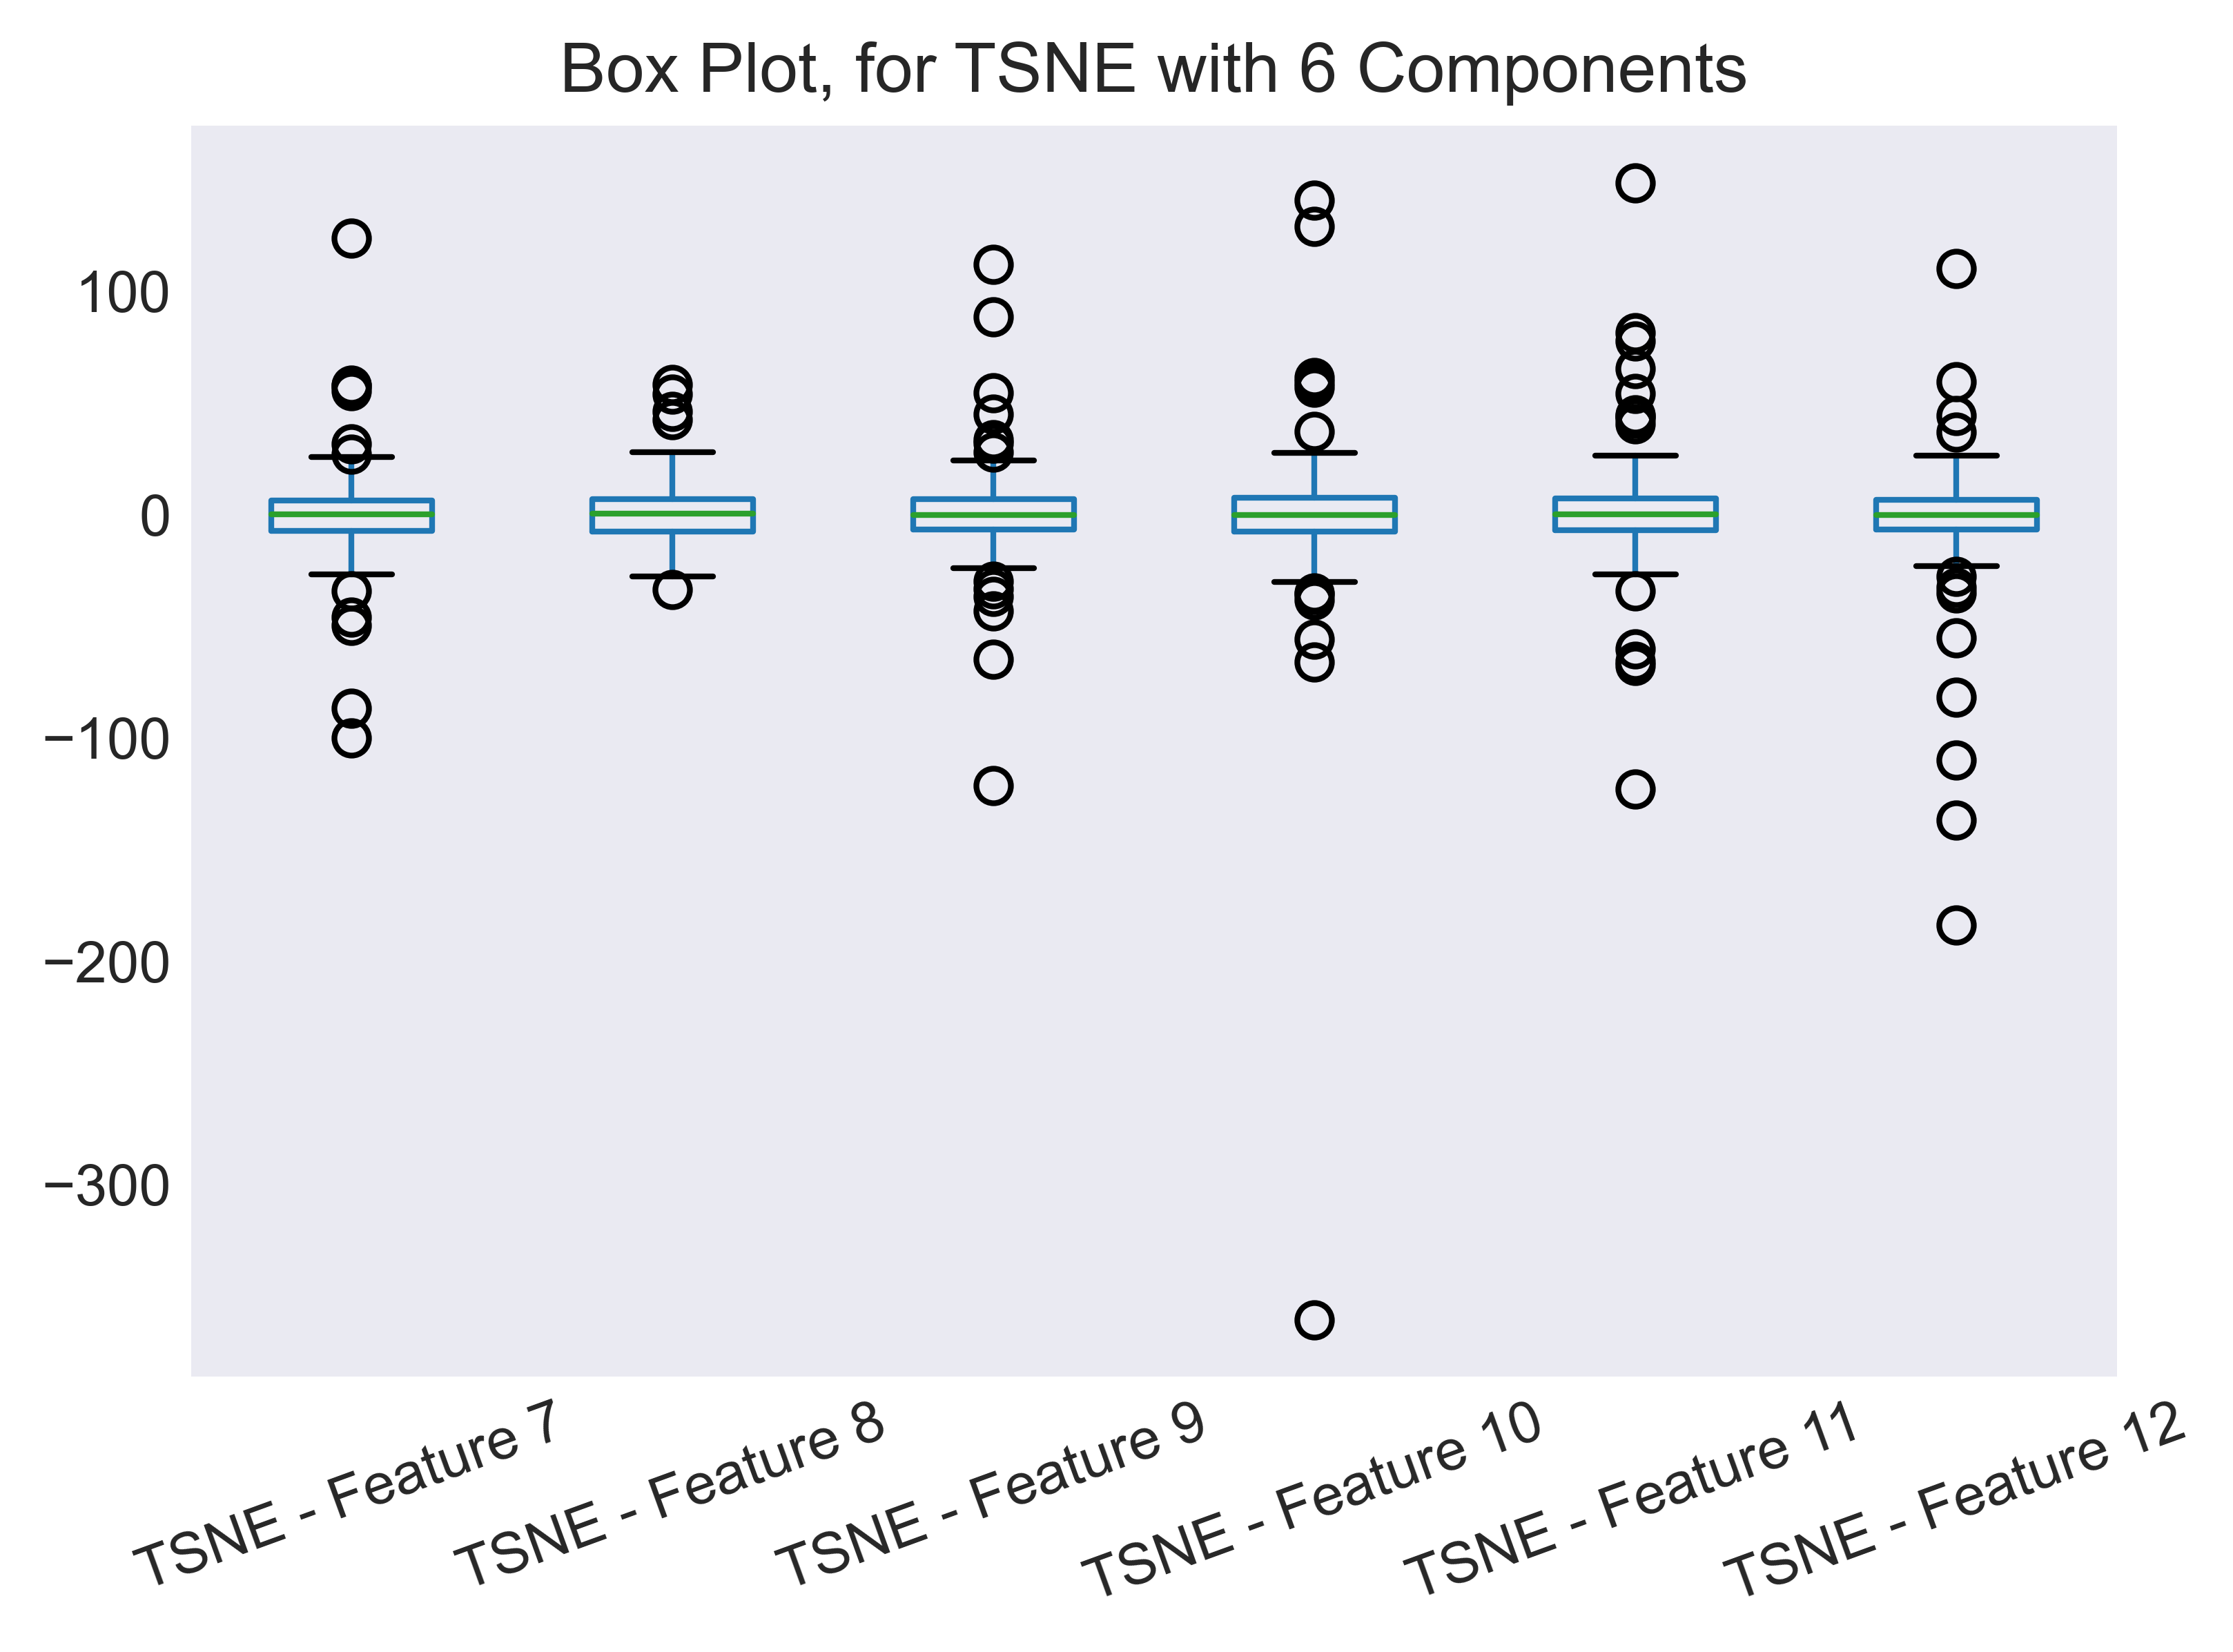 Box Plot, for TSNE with 6 Components
100
0
−100
−200
−300
TSNE - Feature 7
TSNE - Feature 8
TSNE - Feature 9
TSNE - Feature 10
TSNE - Feature 11
TSNE - Feature 12